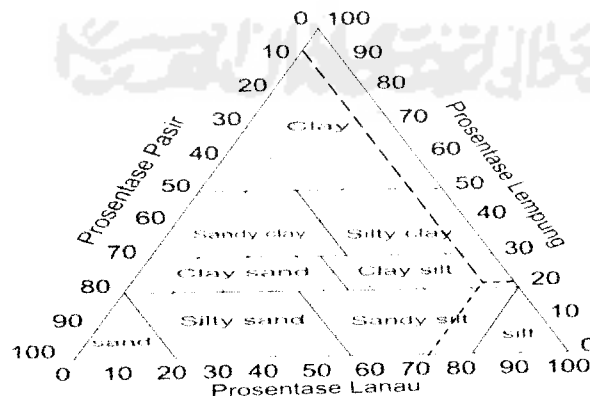 0 100
10 90
20 80
30 70
Clay
40 60
50 50
60 40
Sandy clay Silty clay
70 30
Clay sand Clay silt
80 20
Silty sand Sandy silt
90 10
sand silt
100 0
0 10 20 30 40 50 60 70 80 90 100
Prosentase Pasir
Prosentase Lempung
Prosentase Lanau